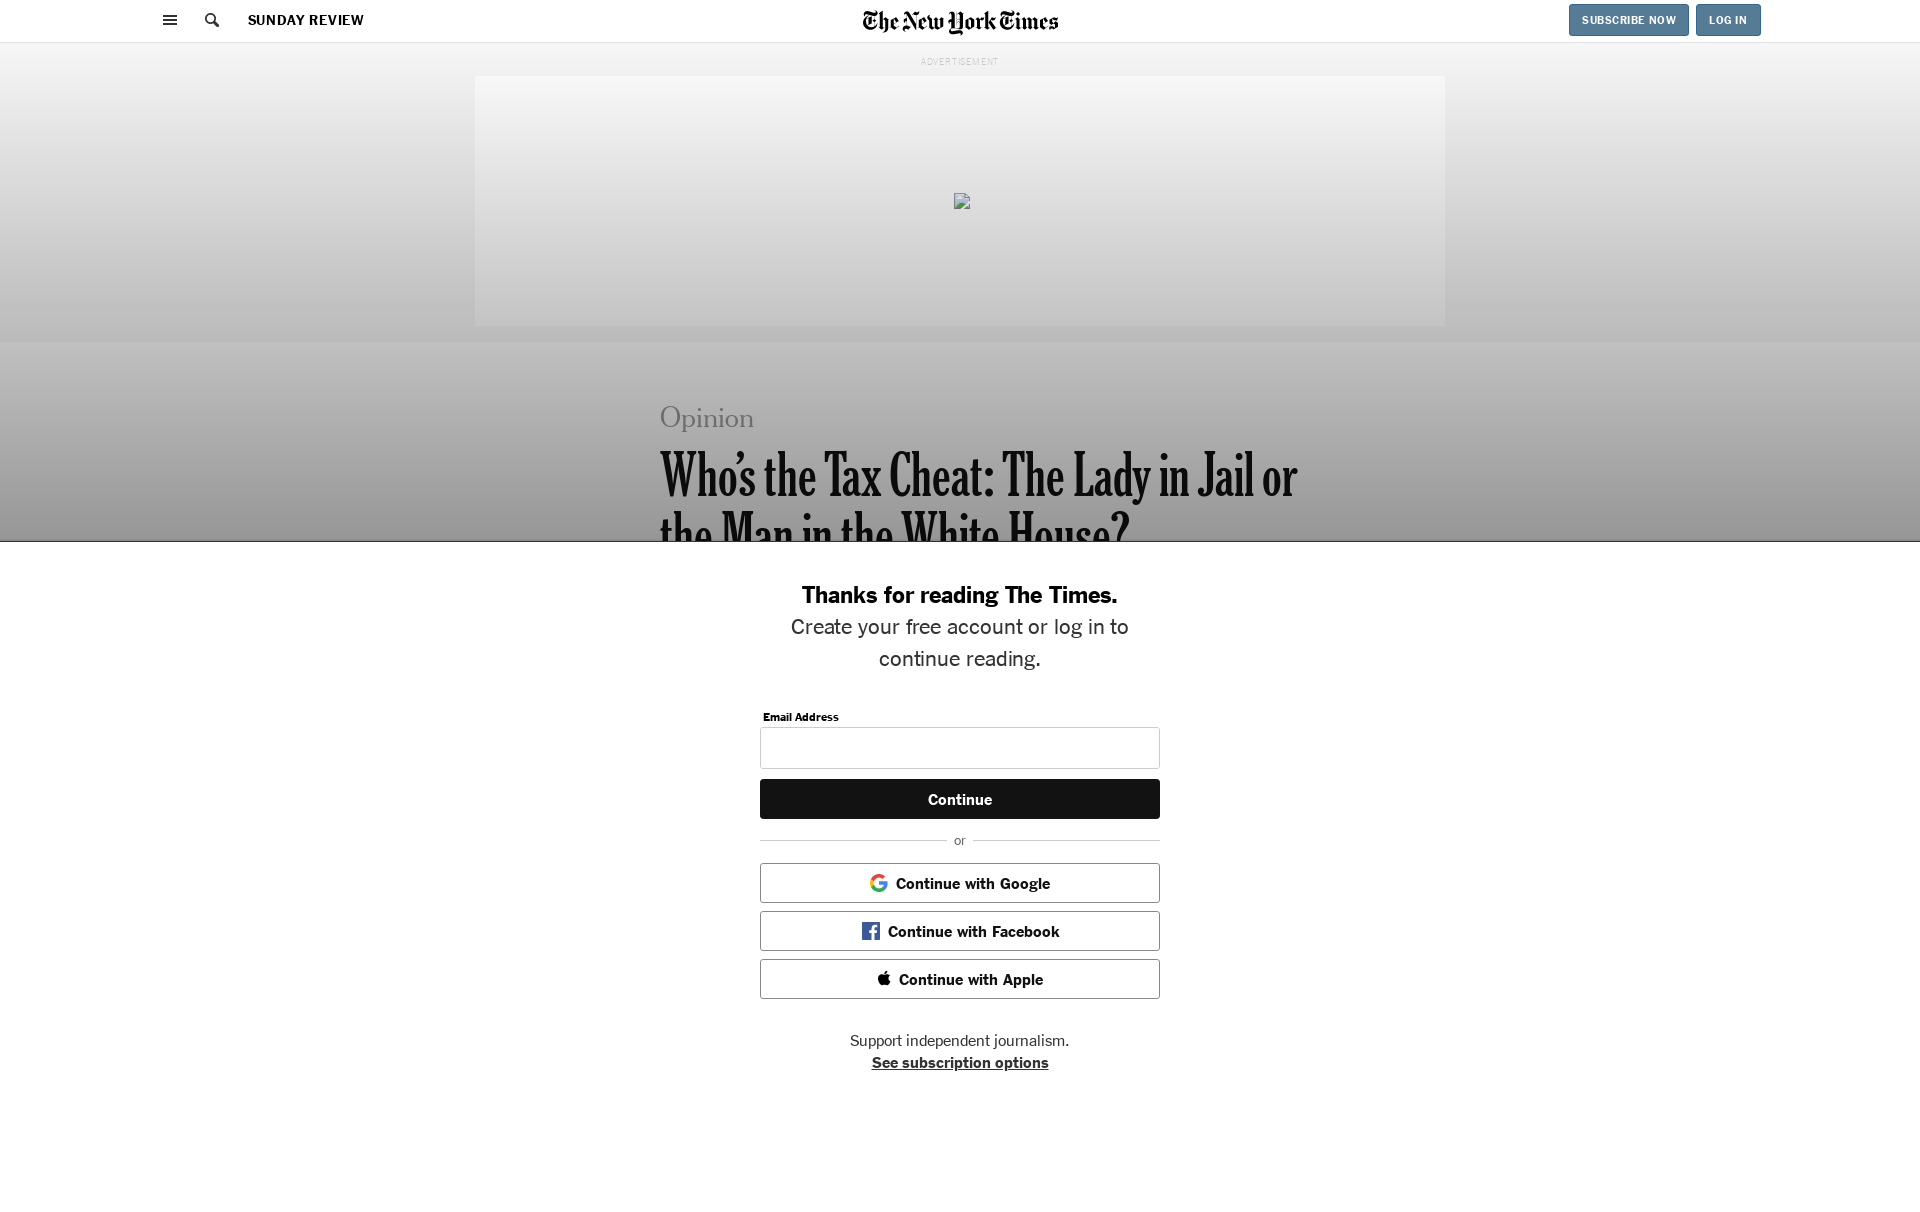 SUNDAY REVIEW
The New York Times
SUBSCRIBE NOW
LOG IN
ADVERTISEMENT
Opinion
Who’s the Tax Cheat: The Lady in Jail or
the Man in the White House?
Thanks for reading The Times.
Create your free account or log in to
continue reading.
Email Address
Continue
or
Continue with Google
Continue with Facebook
Continue with Apple
Support independent journalism.
See subscription options